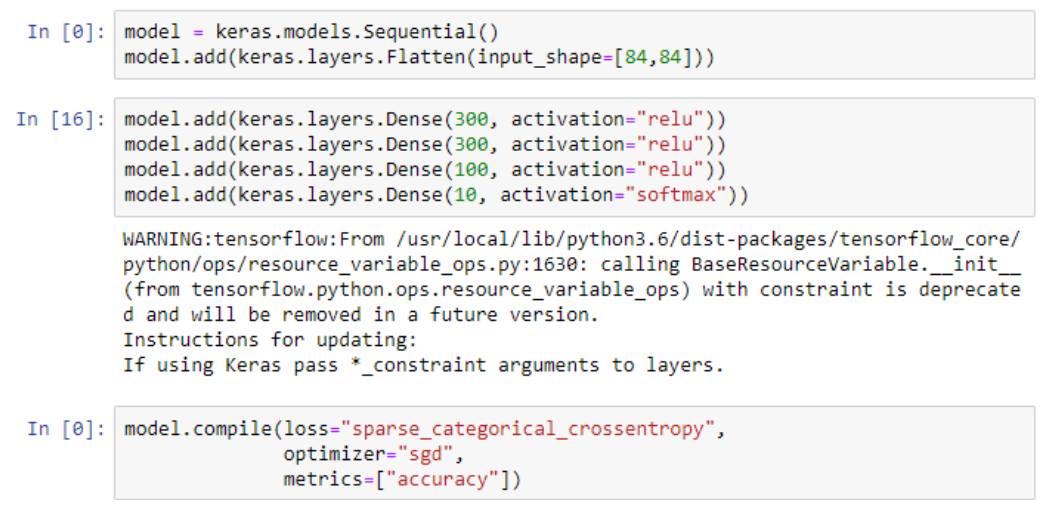 In [0]: model = keras.models.Sequential()
model.add(keras.layers.Flatten(input_shape=[84,84]))
In [16]: model.add(keras.layers.Dense(300, activation="relu"))
model.add(keras.layers.Dense(300, activation="relu"))
model.add(keras.layers.Dense(100, activation="relu"))
model.add(keras.layers.Dense(10, activation="softmax"))
WARNING:tensorflow:From /usr/local/lib/python3.6/dist-packages/tensorflow_core/
python/ops/resource_variable_ops.py:1630: calling BaseResourceVariable.__init__
(from tensorflow.python.ops.resource_variable_ops) with constraint is deprecate
d and will be removed in a future version.
Instructions for updating:
If using Keras pass *_constraint arguments to layers.
In [0]: model.compile(loss="sparse_categorical_crossentropy",
optimizer="sgd",
metrics=["accuracy"])